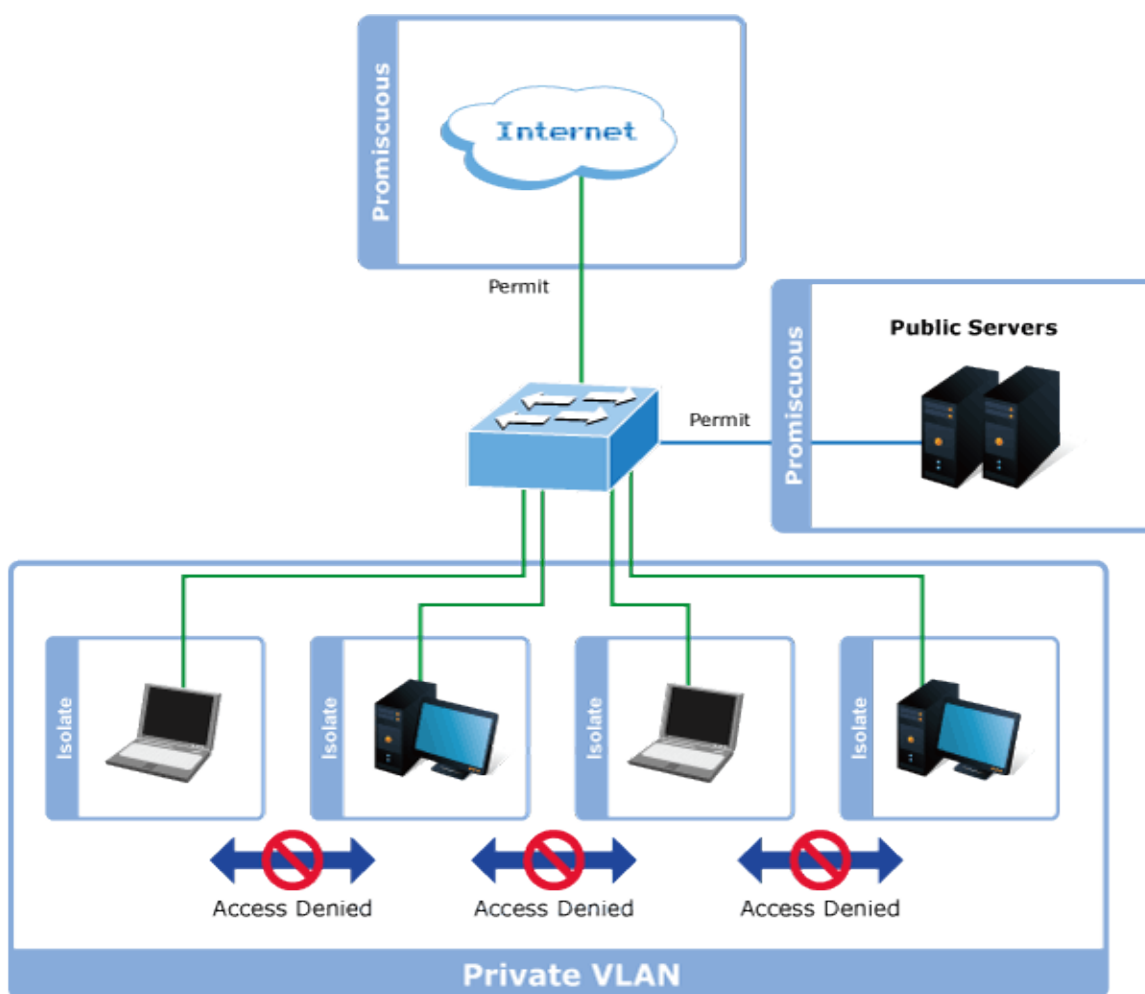 Promiscuous
Internet
Permit
Promiscuous
Public Servers
Permit
Isolate
Isolate
Isolate
Isolate
Access Denied
Access Denied
Access Denied
Private VLAN